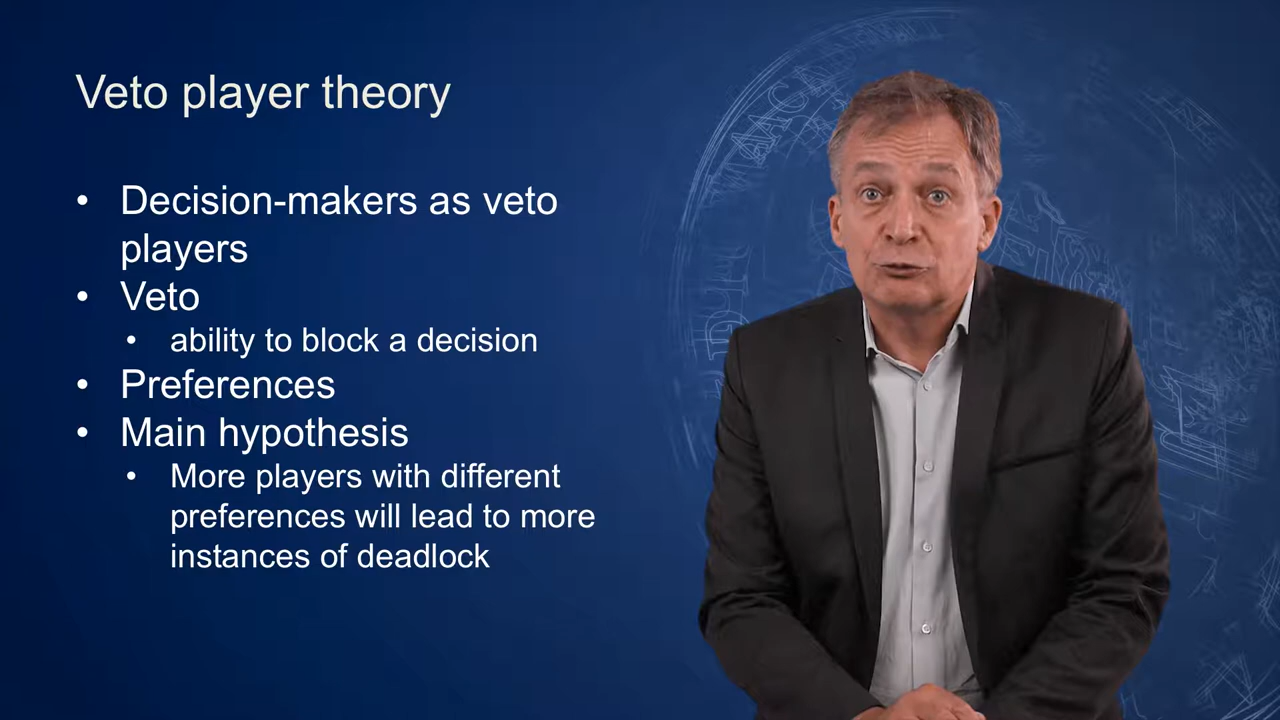 Veto player theory
• Decision-makers as veto
players
• Veto
• ability to block a decision
• Preferences
• Main hypothesis
• More players with different
preferences will lead to more
instances of deadlock